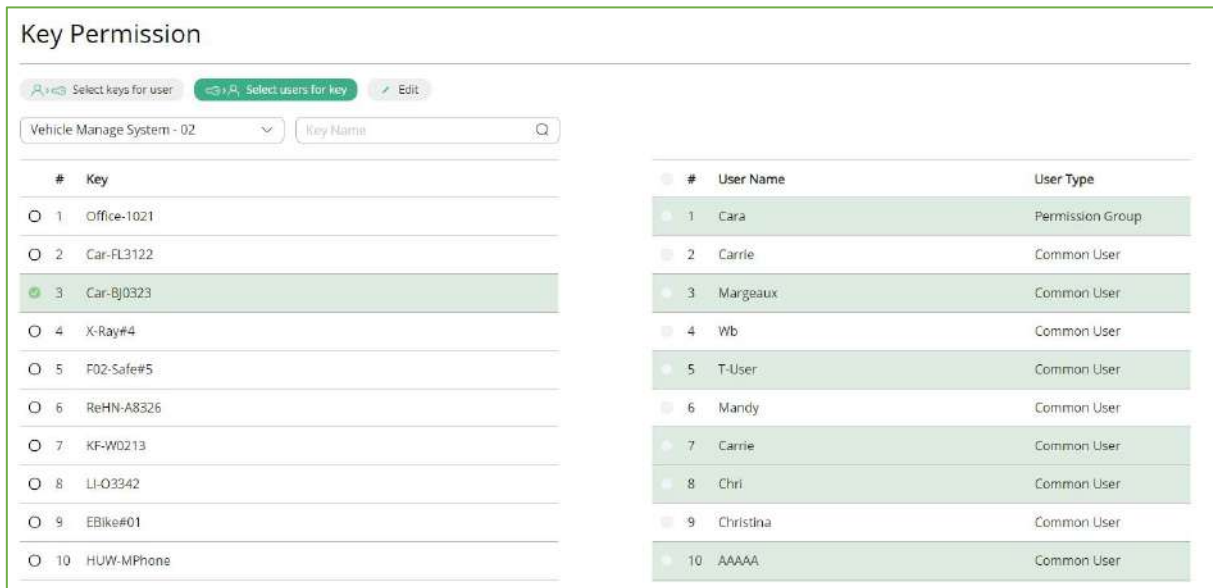 Key Permission
Select keys for user Select users for key Edit
Vehicle Manage System - 02 Key Name
# Key
1 Office-1021
2 Car-FL3122
3 Car-BJ0323
4 X-Ray#4
5 F02-Safe#5
6 ReHN-A8326
7 KF-W0213
8 LI-O3342
9 EBike#01
10 HUW-MPhone
# User Name User Type
1 Cara Permission Group
2 Carrie Common User
3 Margeaux Common User
4 Wb Common User
5 T-User Common User
6 Mandy Common User
7 Carrie Common User
8 Chri Common User
9 Christina Common User
10 AAAAA Common User